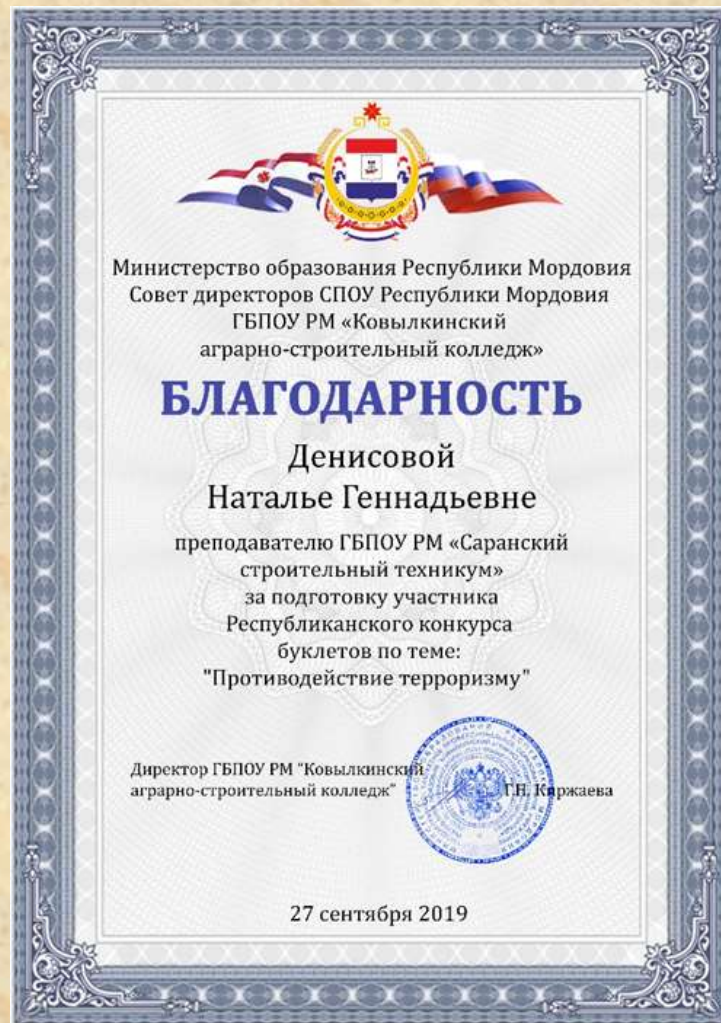 Министерство образования Республики Мордовия
Совет директоров СПОУ Республики Мордовия
ГБПОУ РМ «Ковылкинский
аграрно-строительный колледж»
БЛАГОДАРНОСТЬ
Денисовой
Наталье Геннадьевне
преподавателю ГБПОУ РМ «Саранский
строительный техникум»
за подготовку участника
Республиканского конкурса
буклетов по теме:
"Противодействие терроризму"
Директор ГБПОУ РМ "Ковылкинский
аграрно-строительный колледж" Г.Н. Киржаева
27 сентября 2019